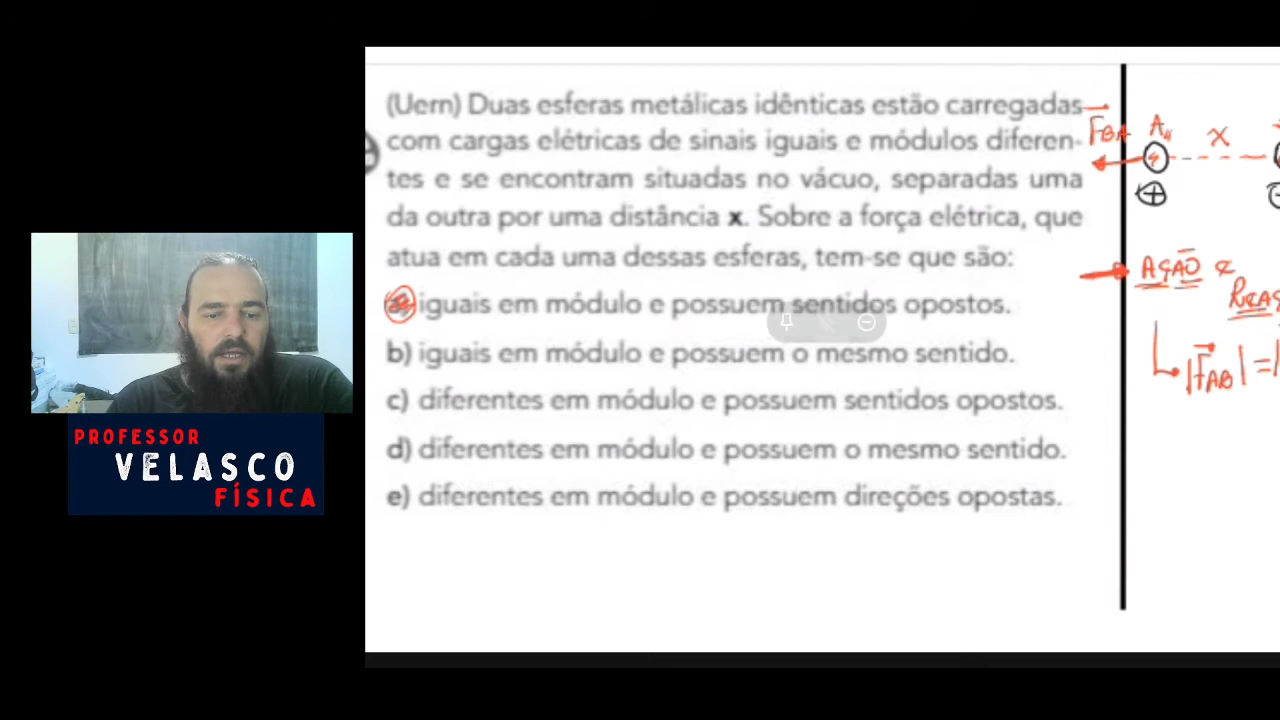 (Uern) Duas esferas metálicas idênticas estão carregadas
com cargas elétricas de sinais iguais e módulos diferen-
tes e se encontram situadas no vácuo, separadas uma
da outra por uma distância x. Sobre a força elétrica, que
atua em cada uma dessas esferas, tem-se que são:
a) iguais em módulo e possuem sentidos opostos.
b) iguais em módulo e possuem o mesmo sentido.
c) diferentes em módulo e possuem sentidos opostos.
d) diferentes em módulo e possuem o mesmo sentido.
e) diferentes em módulo e possuem direções opostas.
FBA A x
AÇÃO e
|FAB| =
PROFESSOR
VELASCO
FÍSICA